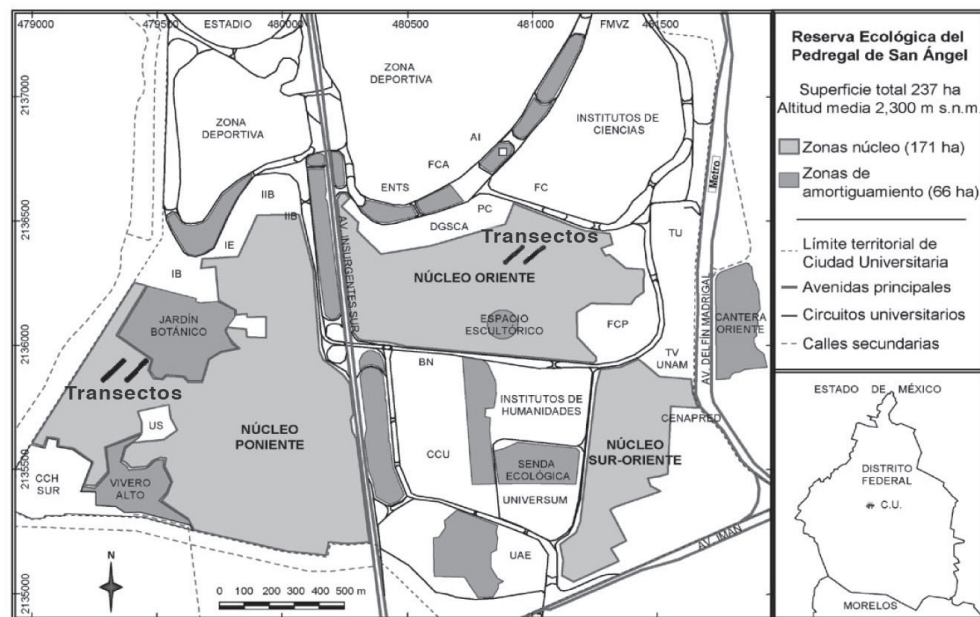 479000
479500
480000
480500
481000
481500
ESTADIO
FMVZ
2137000
2136500
2136000
2135500
2135000
ZONA
DEPORTIVA
ZONA
DEPORTIVA
INSTITUTOS DE
CIENCIAS
AI
FCA
ENTS
FC
PC
DGSCA
IIB
IIB
IE
IB
TU
Metro
Transectos
NÚCLEO ORIENTE
ESPACIO
ESCULTÓRICO
FCP
AV. INSURGENTES SUR
AV. DELFÍN MADRIGAL
CANTERA
ORIENTE
JARDÍN
BOTÁNICO
Transectos
TV
UNAM
BN
INSTITUTOS DE
HUMANIDADES
CENAPRED
US
NÚCLEO
PONIENTE
CCU
NÚCLEO
SUR-ORIENTE
CCH
SUR
VIVERO
ALTO
SENDA
ECOLÓGICA
UNIVERSUM
UAE
AV. IMAN
N
0 100 200 300 400 500 m
Reserva Ecológica del
Pedregal de San Ángel
Superficie total 237 ha
Altitud media 2,300 m s.n.m.
Zonas núcleo (171 ha)
Zonas de
amortiguamiento (66 ha)
Límite territorial de
Ciudad Universitaria
Avenidas principales
Circuitos universitarios
Calles secundarias
ESTADO DE MÉXICO
DISTRITO
FEDERAL
C.U.
MORELOS